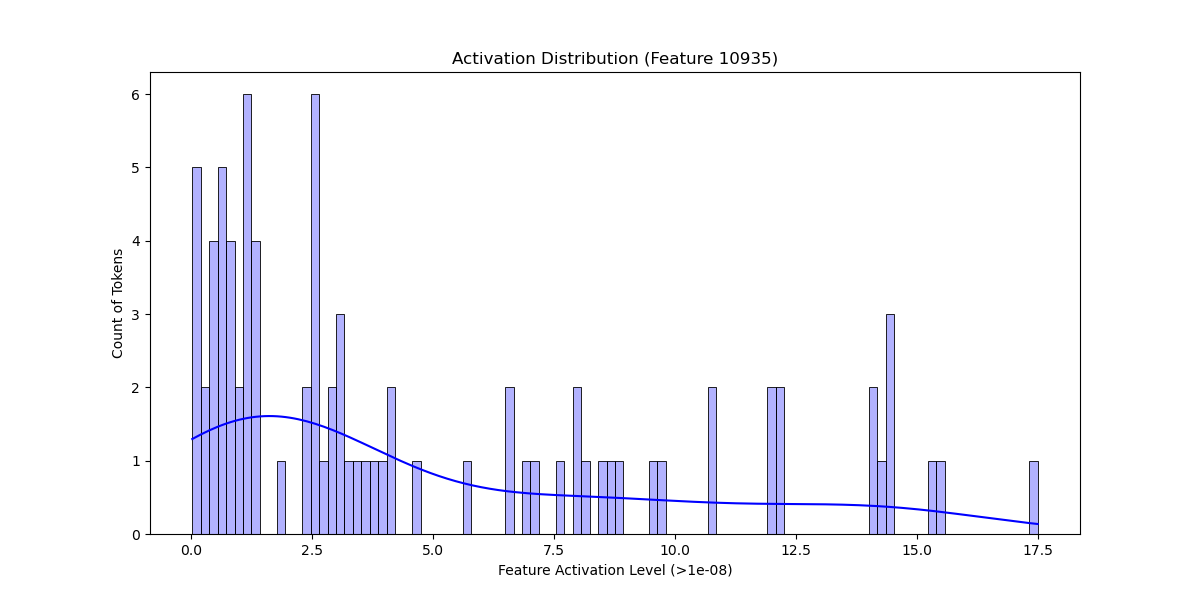 Activation Distribution (Feature 10935)
Count of Tokens
6
5
4
3
2
1
0
0.0 2.5 5.0 7.5 10.0 12.5 15.0 17.5
Feature Activation Level (>1e-08)